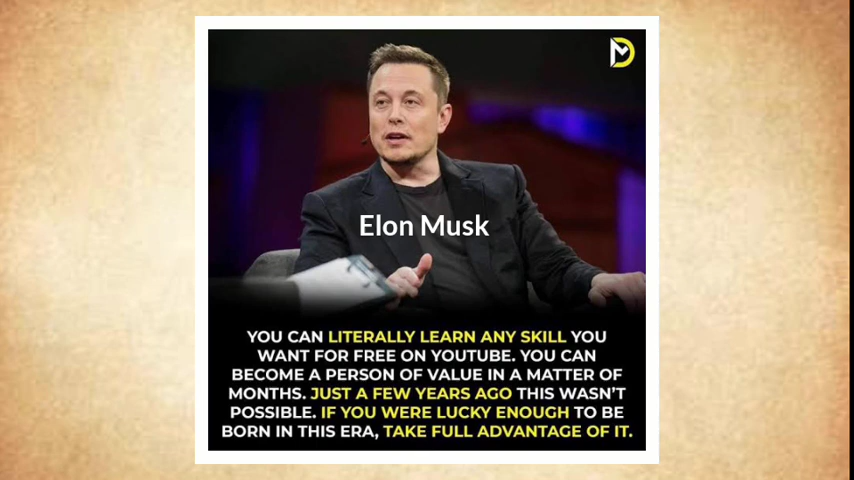 Elon Musk
YOU CAN LITERALLY LEARN ANY SKILL YOU
WANT FOR FREE ON YOUTUBE. YOU CAN
BECOME A PERSON OF VALUE IN A MATTER OF
MONTHS. JUST A FEW YEARS AGO THIS WASN'T
POSSIBLE. IF YOU WERE LUCKY ENOUGH TO BE
BORN IN THIS ERA, TAKE FULL ADVANTAGE OF IT.